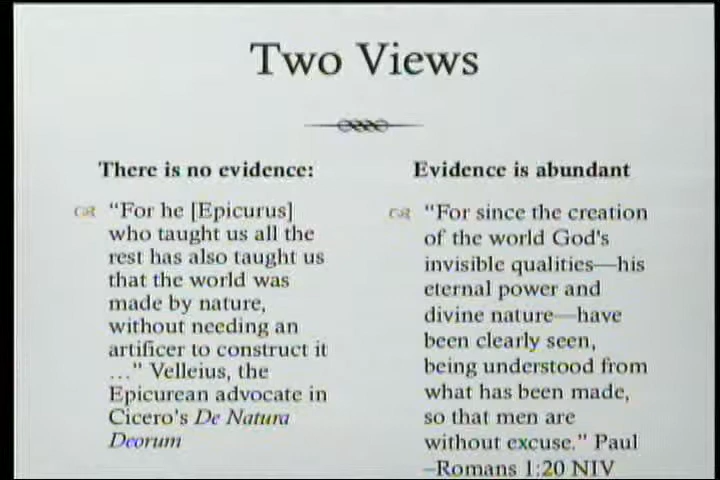 Two Views
There is no evidence:
“For he [Epicurus]
who taught us all the
rest has also taught us
that the world was
made by nature,
without needing an
artificer to construct it
…” Velleius, the
Epicurean advocate in
Cicero's De Natura
Deorum
Evidence is abundant
“For since the creation
of the world God's
invisible qualities—his
eternal power and
divine nature—have
been clearly seen,
being understood from
what has been made,
so that men are
without excuse.” Paul
–Romans 1:20 NIV